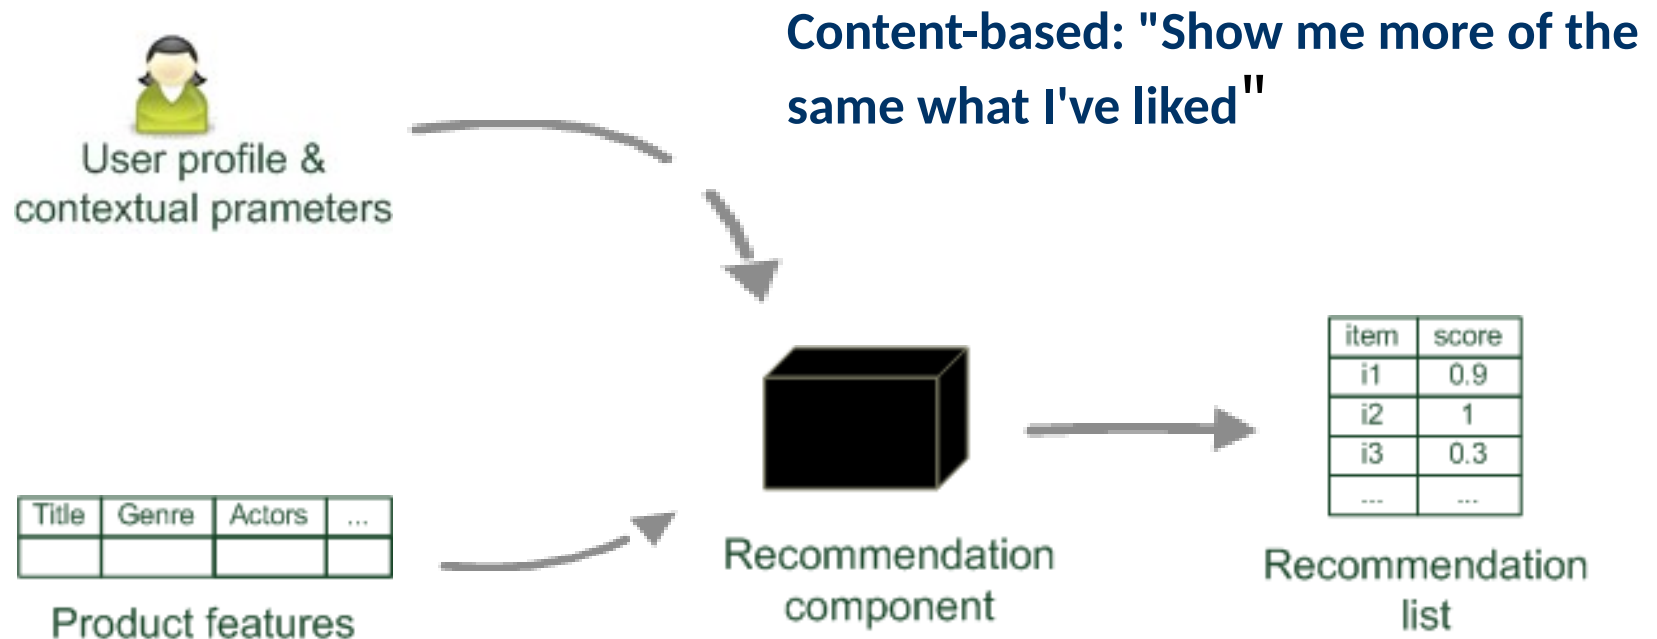 Content-based: "Show me more of the
same what I've liked"
User profile &
contextual prameters
Title Genre Actors ...
Product features
Recommendation
component
item score
i1 0.9
i2 1
i3 0.3
... ...
Recommendation
list